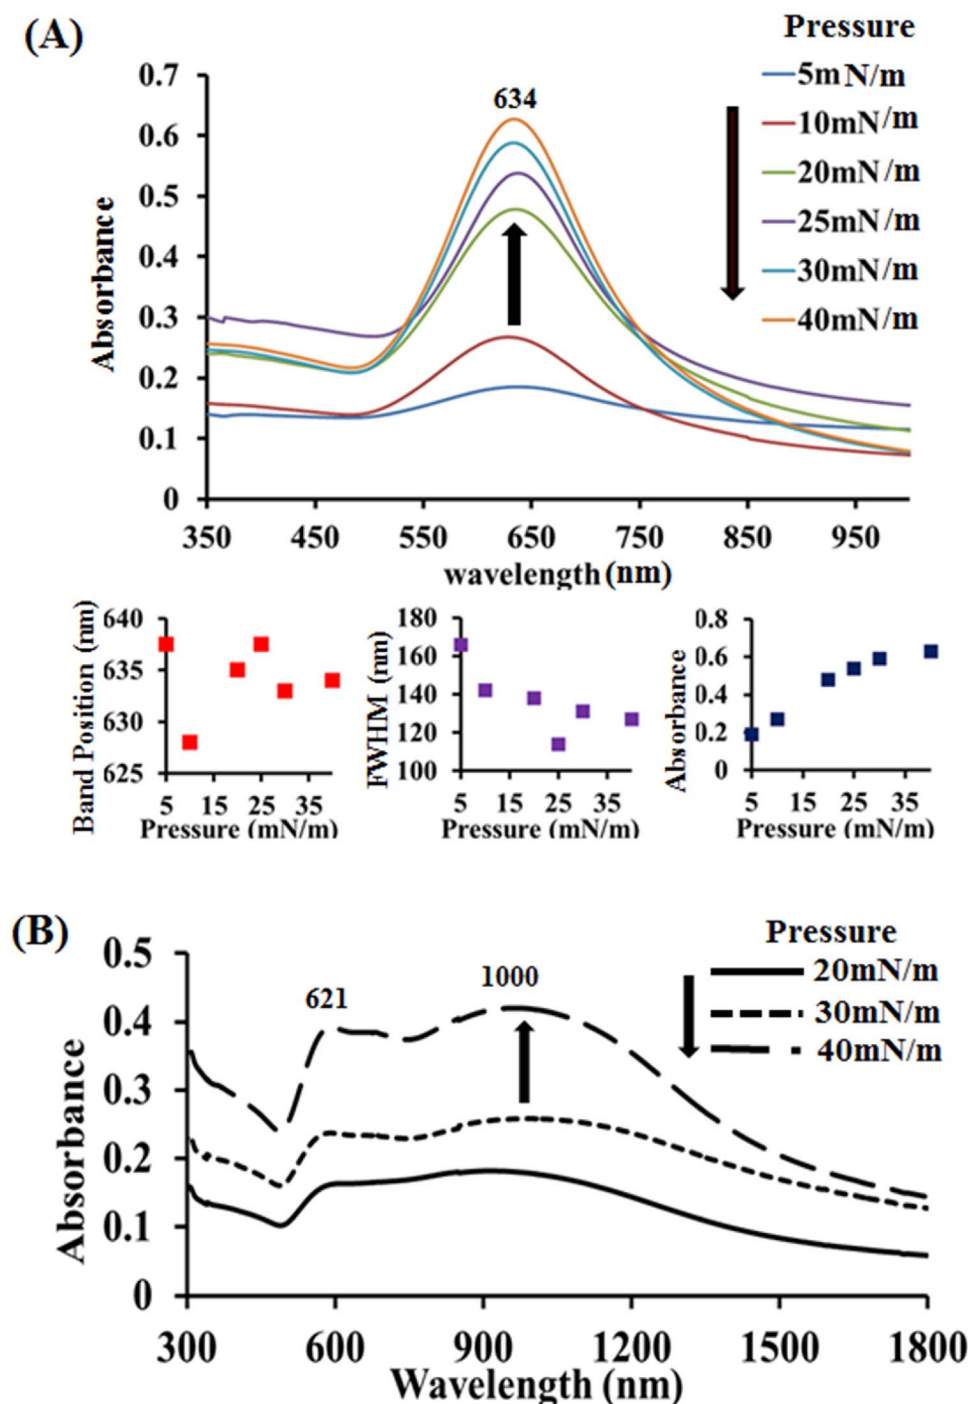 (A)
Pressure
5m N/m
10mN/m
20mN/m
25mN/m
30mN/m
40mN/m
634
Absorbance
0.7
0.6
0.5
0.4
0.3
0.2
0.1
0
350 450 550 650 750 850 950
wavelength(nm)
Band Position (nm)
640
635
630
625
5 15 25 35
Pressure (mN/m)
FWHM (nm)
180
160
140
120
100
5 15 25 35
Pressure (mN/m)
Absorbance
0.8
0.6
0.4
0.2
0
5 15 25 35
Pressure (mN/m)
(B)
Pressure
20mN/m
30mN/m
40mN/m
621
1000
Absorbance
0.5
0.4
0.3
0.2
0.1
0
300 600 900 1200 1500 1800
Wavelength (nm)